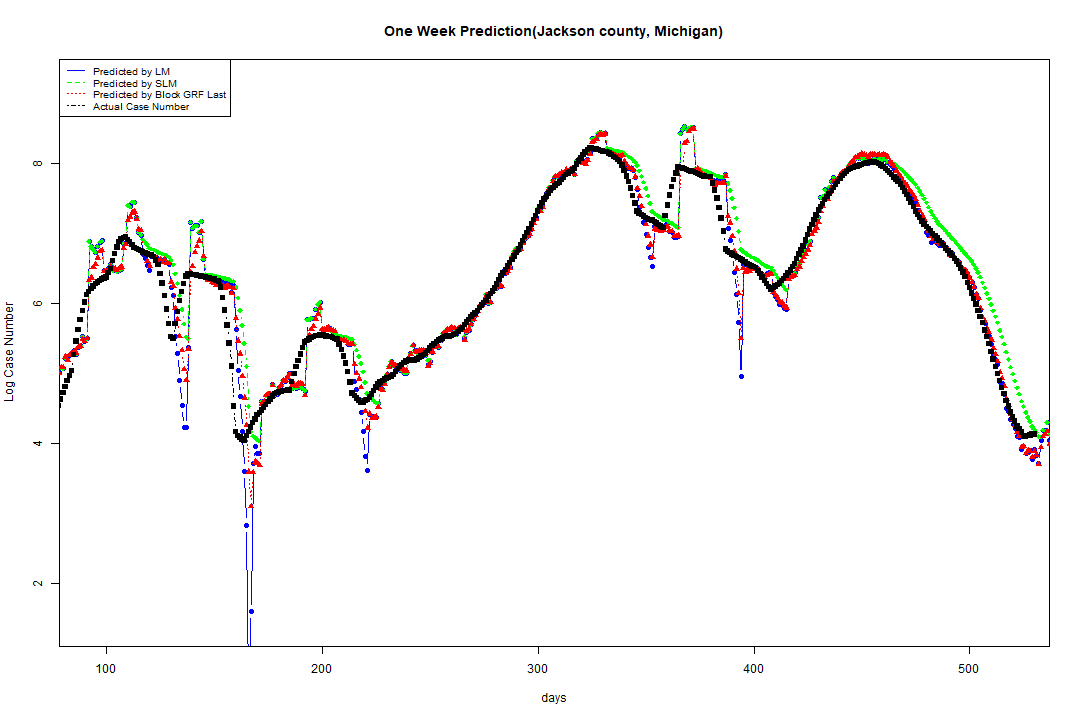 One Week Prediction(Jackson county, Michigan)
Predicted by LM
Predicted by SLM
Predicted by Block GRF Last
Actual Case Number
Log Case Number
8
6
4
2
100 200 300 400 500
days